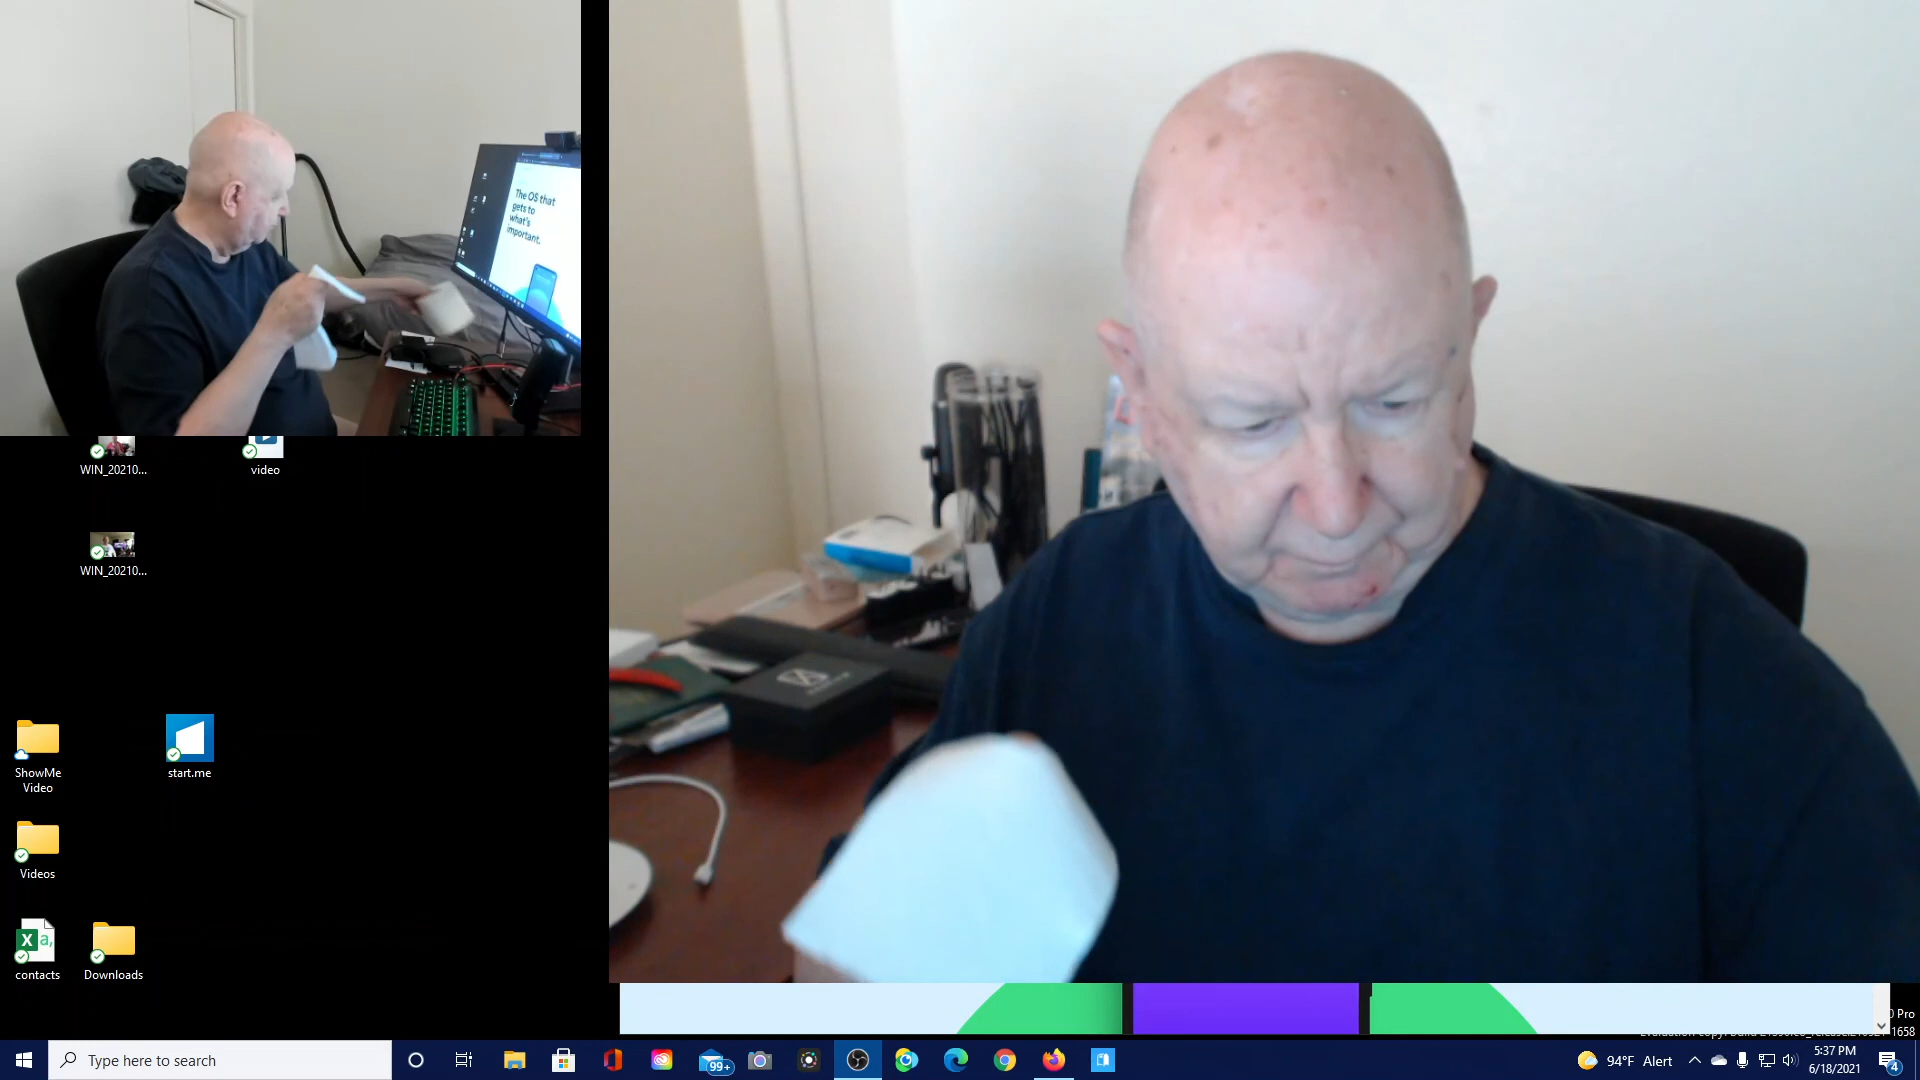 The OS that
gets to
what's
important.
WIN_20210...
video
WIN_20210...
start.me
ShowMe
Video
Videos
X a,
contacts
Downloads
0 Pro
1658
Type here to search
99+
94°F Alert
5:37 PM
6/18/2021
4